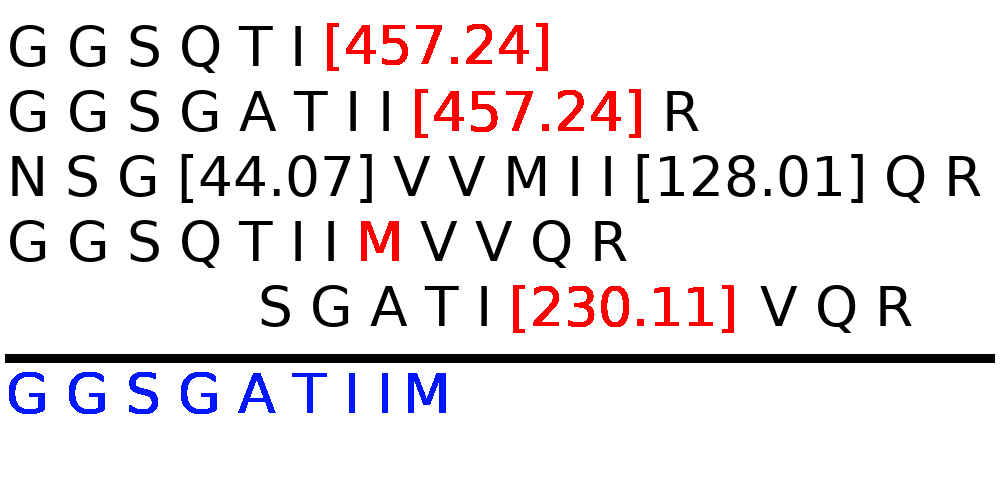 G G S Q T I [457.24]
G G S G A T I I [457.24] R
N S G [44.07] V V M I I [128.01] Q R
G G S Q T I I M V V Q R
S G A T I [230.11] V Q R
G G S G A T I I M